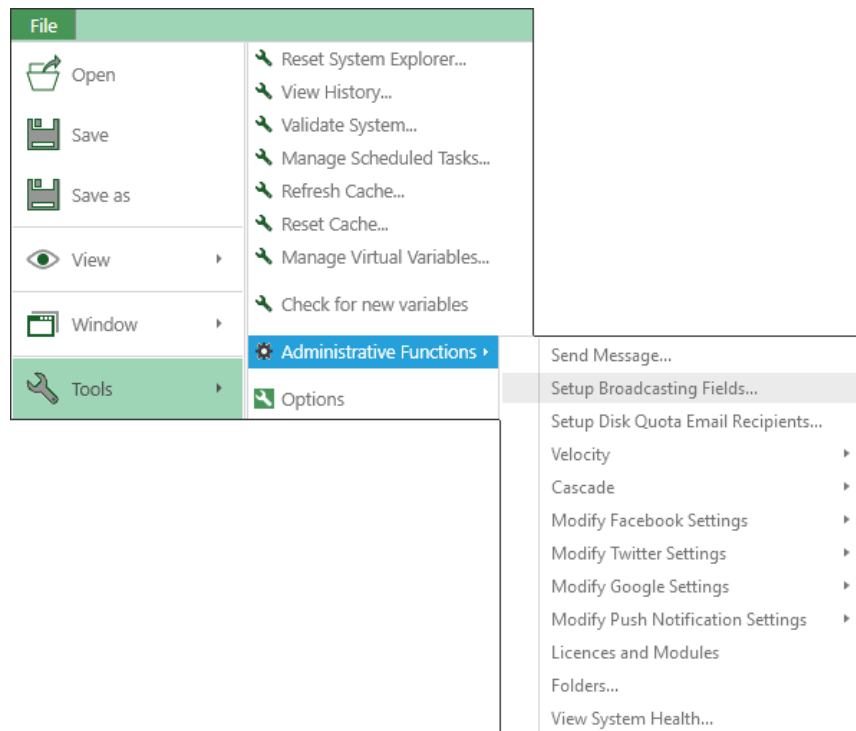 File
Open
Save
Save as
View
Window
Tools
Reset System Explorer...
View History...
Validate System...
Manage Scheduled Tasks...
Refresh Cache...
Reset Cache...
Manage Virtual Variables...
Check for new variables
Administrative Functions
Options
Send Message...
Setup Broadcasting Fields...
Setup Disk Quota Email Recipients...
Velocity
Cascade
Modify Facebook Settings
Modify Twitter Settings
Modify Google Settings
Modify Push Notification Settings
Licences and Modules
Folders...
View System Health...